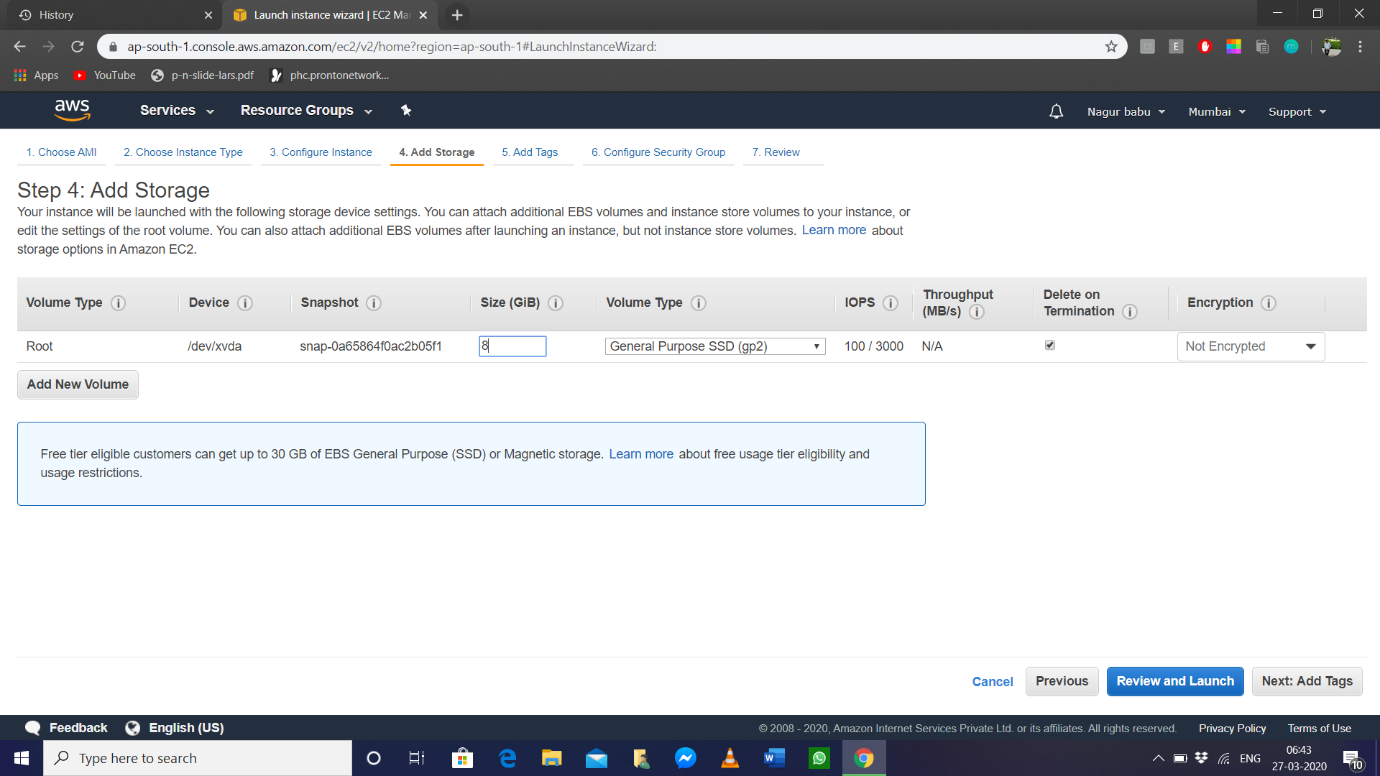 History
Launch instance wizard | EC2 Ma
ap-south-1.console.aws.amazon.com/ec2/v2/home?region=ap-south-1#LaunchInstanceWizard:
E
m
Apps YouTube p-n-slide-lars.pdf phc.prontonetwork...
aws Services Resource Groups Nagur babu Mumbai Support
1. Choose AMI 2. Choose Instance Type 3. Configure Instance 4. Add Storage 5. Add Tags 6. Configure Security Group 7. Review
Step 4: Add Storage
Your instance will be launched with the following storage device settings. You can attach additional EBS volumes and instance store volumes to your instance, or
edit the settings of the root volume. You can also attach additional EBS volumes after launching an instance, but not instance store volumes. Learn more about
storage options in Amazon EC2.
Volume Type i Device i Snapshot i Size (GiB) i Volume Type i IOPS i Throughput (MB/s) i Delete on Termination i Encryption i
Root /dev/xvda snap-0a65864f0ac2b05f1 8 General Purpose SSD (gp2) 100 / 3000 N/A Not Encrypted
Add New Volume
Free tier eligible customers can get up to 30 GB of EBS General Purpose (SSD) or Magnetic storage. Learn more about free usage tier eligibility and
usage restrictions.
Cancel Previous Review and Launch Next: Add Tags
Feedback English (US) © 2008 - 2020, Amazon Internet Services Private Ltd. or its affiliates. All rights reserved. Privacy Policy Terms of Use
Type here to search ENG 06:43
27-03-2020 10